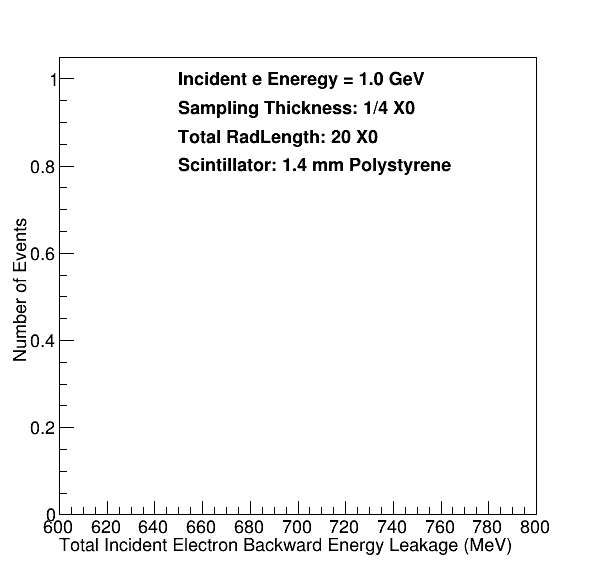 Incident e Eneregy = 1.0 GeV
Sampling Thickness: 1/4 X0
Total RadLength: 20 X0
Scintillator: 1.4 mm Polystyrene
Number of Events
1
0.8
0.6
0.4
0.2
0
600 620 640 660 680 700 720 740 760 780 800
Total Incident Electron Backward Energy Leakage (MeV)